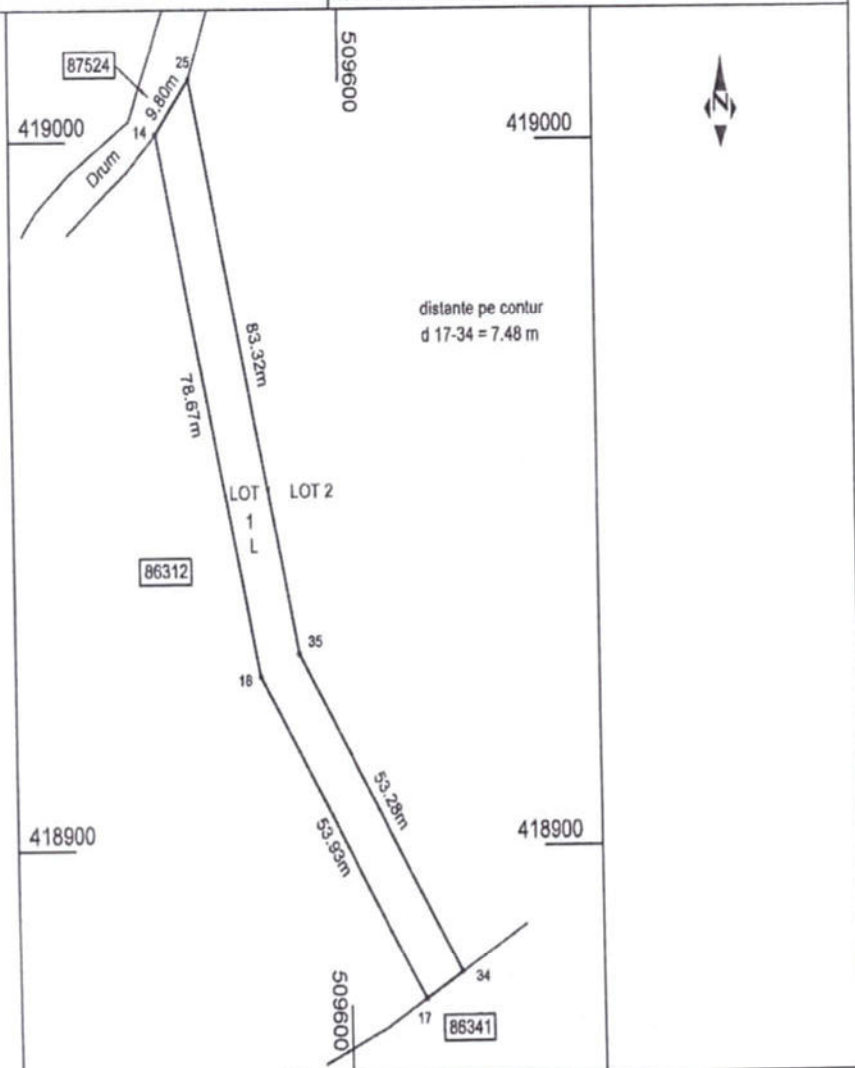 509600
87524
25
9.80m
419000
14
419000
Drum
N
distante pe contur
d 17-34 = 7.48 m
83.32m
78.67m
LOT
1
L
LOT 2
86312
35
18
53.28m
53.93m
418900
418900
509600
34
17
86341